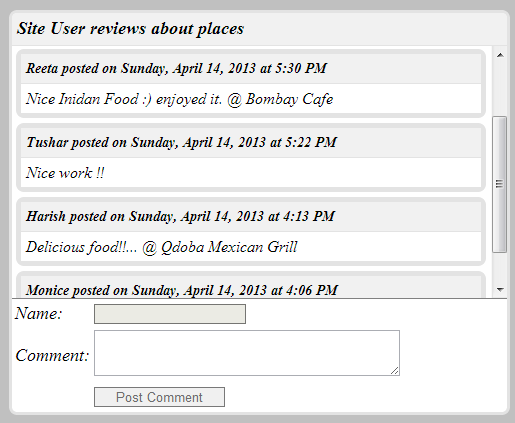 Site User reviews about places
Reeta posted on Sunday, April 14, 2013 at 5:30 PM
Nice Inidan Food :) enjoyed it. @ Bombay Cafe
Tushar posted on Sunday, April 14, 2013 at 5:22 PM
Nice work !!
Harish posted on Sunday, April 14, 2013 at 4:13 PM
Delicious food!!... @ Qdoba Mexican Grill
Monice posted on Sunday, April 14, 2013 at 4:06 PM
Name:
Comment:
Post Comment